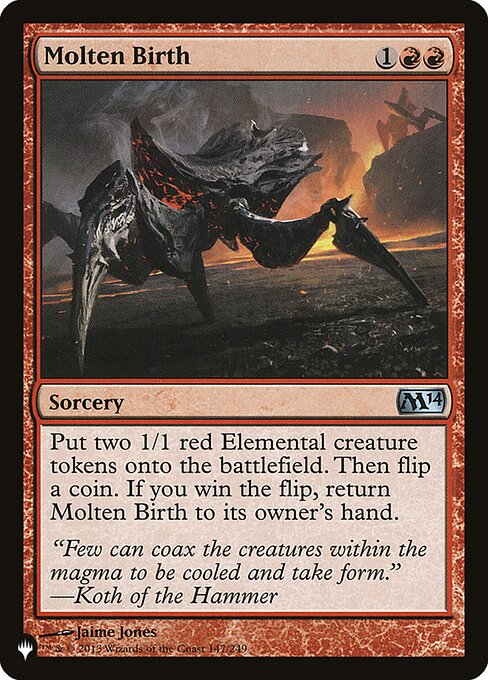 Molten Birth 1
Sorcery M14
Put two 1/1 red Elemental creature
tokens onto the battlefield. Then flip
a coin. If you win the flip, return
Molten Birth to its owner's hand.
"Few can coax the creatures within the
magma to be cooled and take form."
—Koth of the Hammer
Jaime Jones
™ & © 2013 Wizards of the Coast 147/249